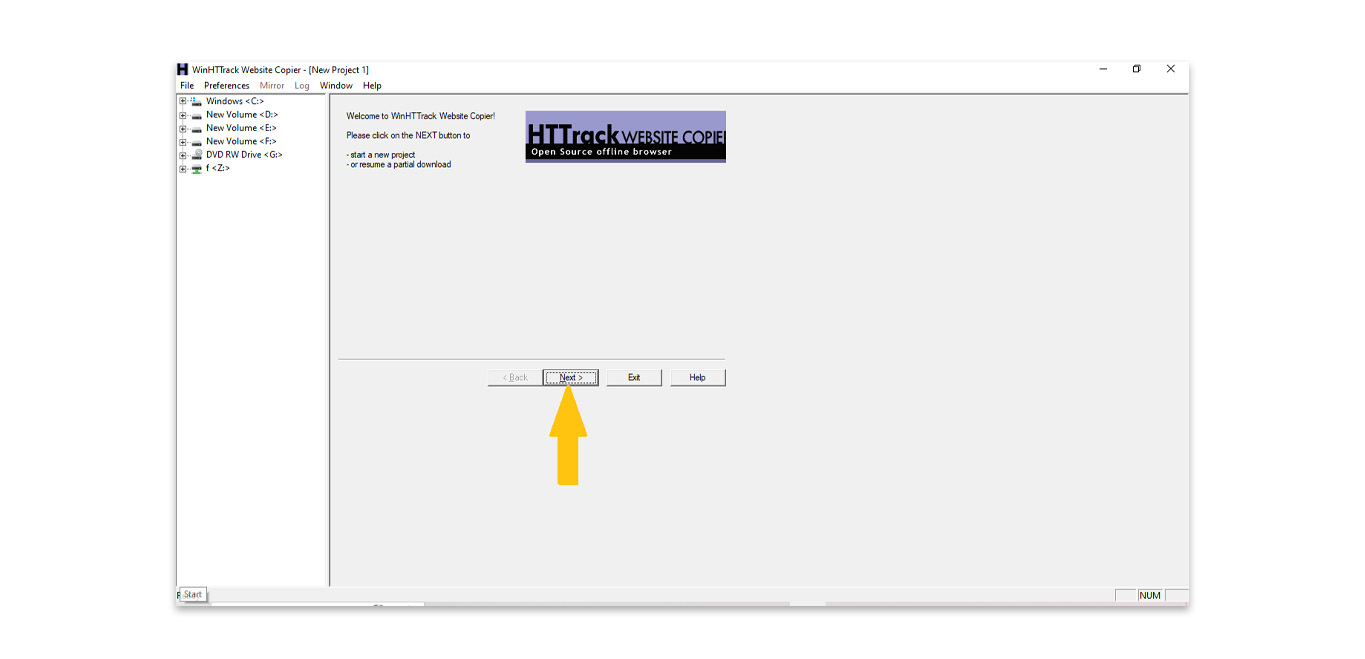 WinHTTrack Website Copier - [New Project 1]
File Preferences Mirror Log Window Help
Windows <C:>
New Volume <D:>
New Volume <E:>
New Volume <F:>
DVD RW Drive <G:>
f <Z:>
Welcome to WinHTTrack Website Copier!
Please click on the NEXT button to
- start a new project
- or resume a partial download
HTTrack WEBSITE COPIE
Open Source offline browser
< Back Next > Exit Help
Start
NUM